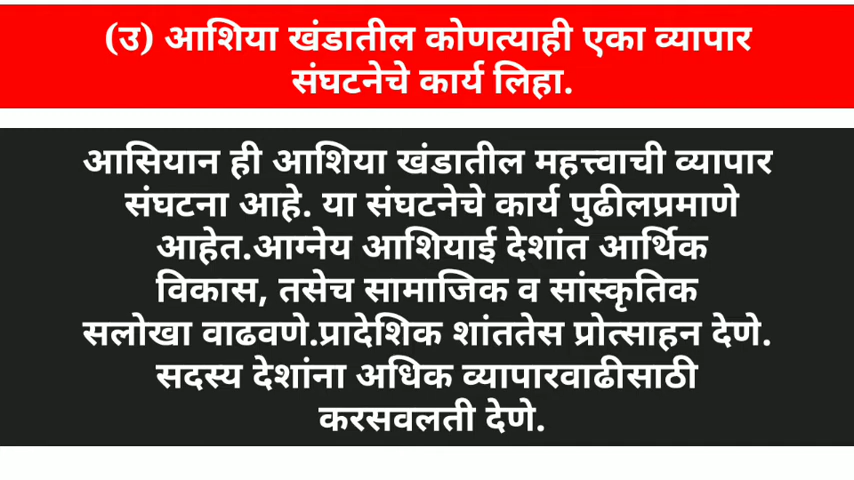 (उ) आशिया खंडातील कोणत्याही एका व्यापार
संघटनेचे कार्य लिहा.
आसियान ही आशिया खंडातील महत्त्वाची व्यापार
संघटना आहे. या संघटनेचे कार्य पुढीलप्रमाणे
आहेत.आग्नेय आशियाई देशांत आर्थिक
विकास, तसेच सामाजिक व सांस्कृतिक
सलोखा वाढवणे.प्रादेशिक शांततेस प्रोत्साहन देणे.
सदस्य देशांना अधिक व्यापारवाढीसाठी
करसवलती देणे.